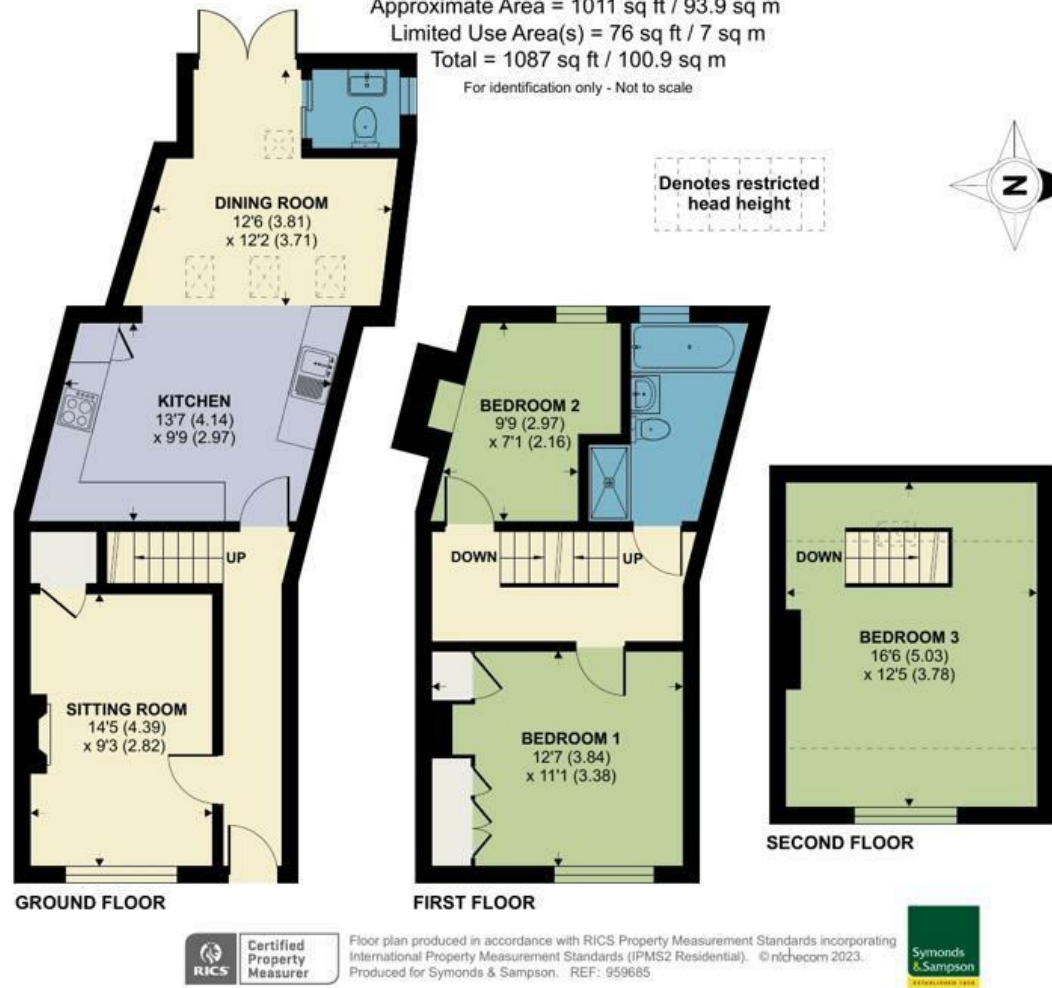 Approximate Area = 1011 sq ft / 93.9 sq m
Limited Use Area(s) = 76 sq ft / 7 sq m
Total = 1087 sq ft / 100.9 sq m
For identification only - Not to scale
Denotes restricted
head height
N
DINING ROOM
12'6 (3.81)
x 12'2 (3.71)
KITCHEN
13'7 (4.14)
x 9'9 (2.97)
UP
SITTING ROOM
14'5 (4.39)
x 9'3 (2.82)
GROUND FLOOR
BEDROOM 2
9'9 (2.97)
x 7'1 (2.16)
DOWN
UP
BEDROOM 1
12'7 (3.84)
x 11'1 (3.38)
FIRST FLOOR
DOWN
BEDROOM 3
16'6 (5.03)
x 12'5 (3.78)
SECOND FLOOR
RICS
Certified
Property
Measurer
Floor plan produced in accordance with RICS Property Measurement Standards incorporating
International Property Measurement Standards (IPMS2 Residential). © nichecom 2023.
Produced for Symonds & Sampson. REF: 959685
Symonds
& Sampson
ESTABLISHED 1858